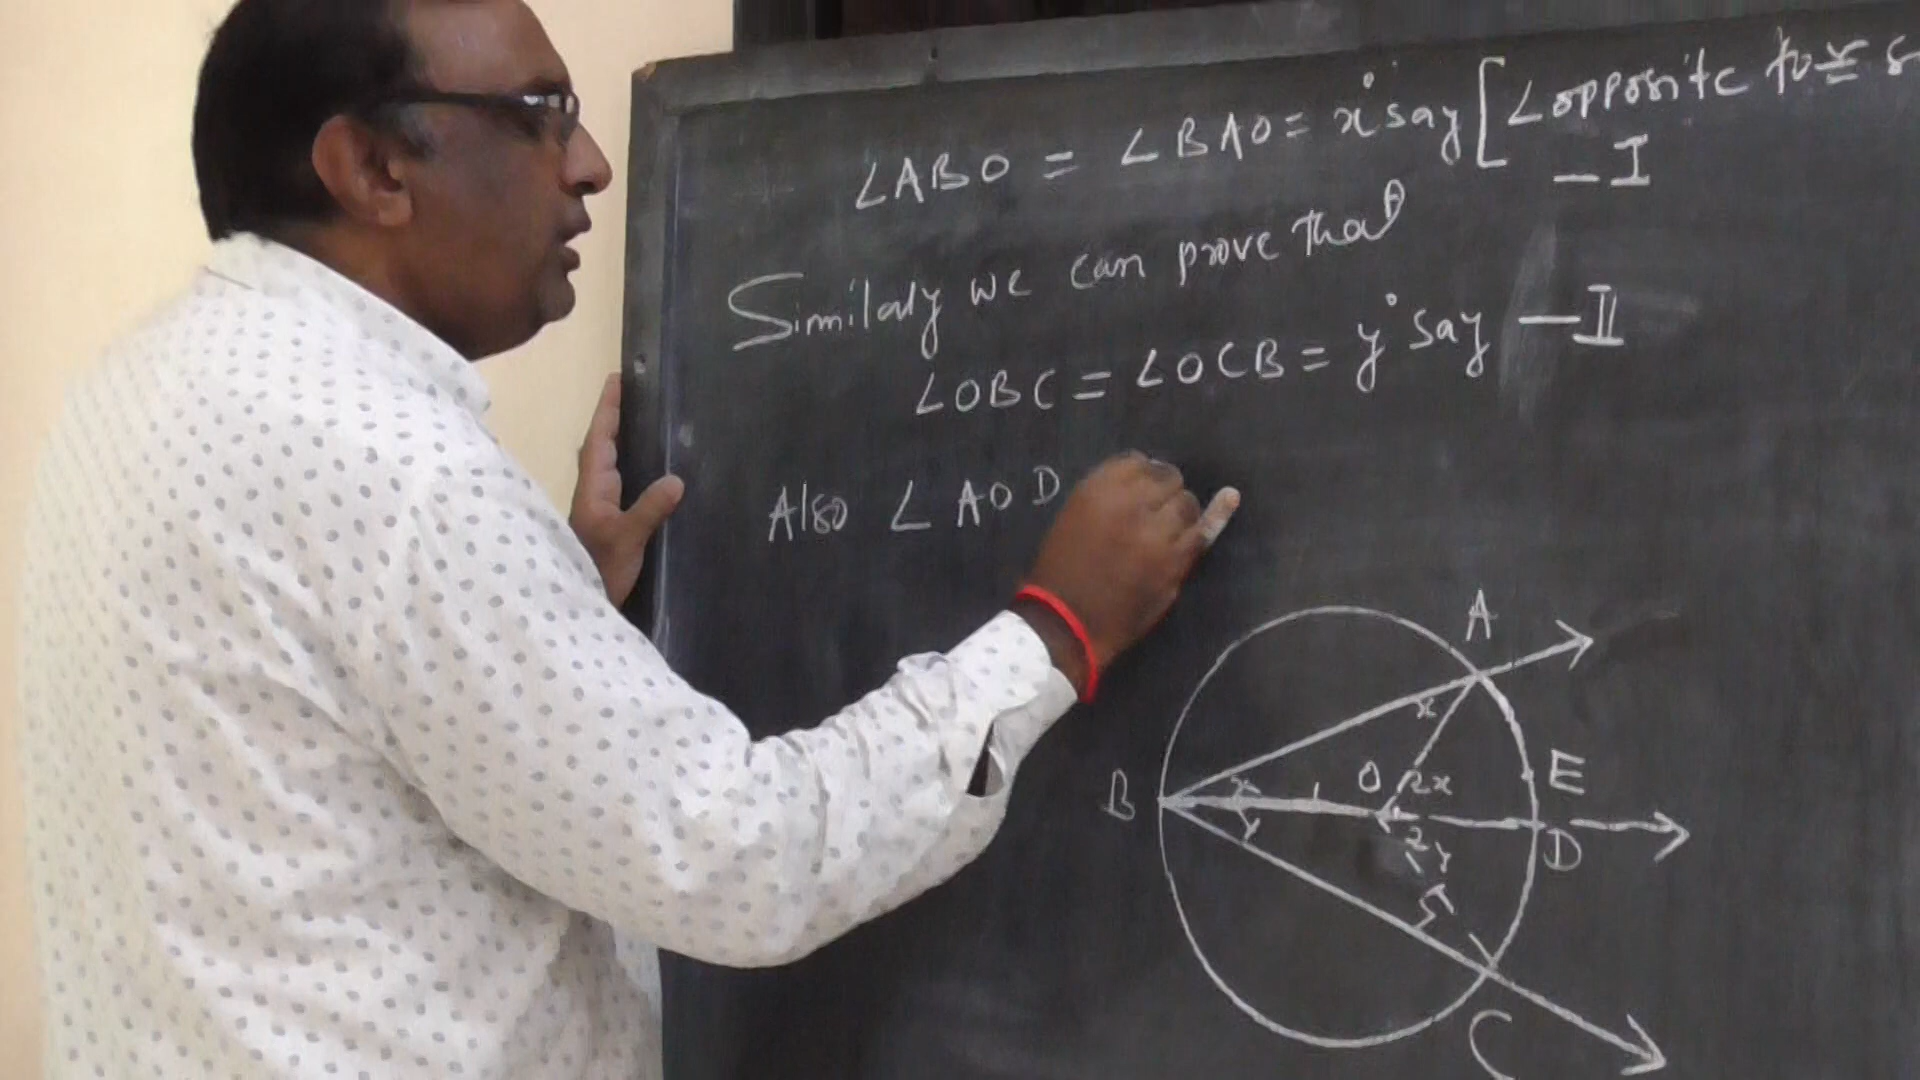 ∠ABO = ∠BAO = x° say [∠opposite to = s
— I
Similarly we can prove that
∠OBC = ∠OCB = y° say — II
Also ∠AOD
A
x
E
O 2x
B x
y
2y
D
y
C